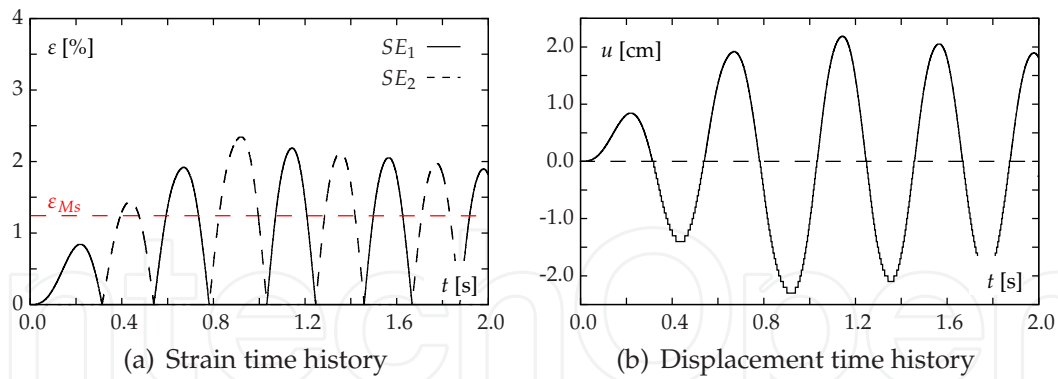 4
3
2
1
0
ε [%]
SE₁
SE₂
ε_Ms
t [s]
0.0 0.4 0.8 1.2 1.6 2.0
(a) Strain time history
2.0
1.0
0.0
-1.0
-2.0
u [cm]
t [s]
0.0 0.4 0.8 1.2 1.6 2.0
(b) Displacement time history